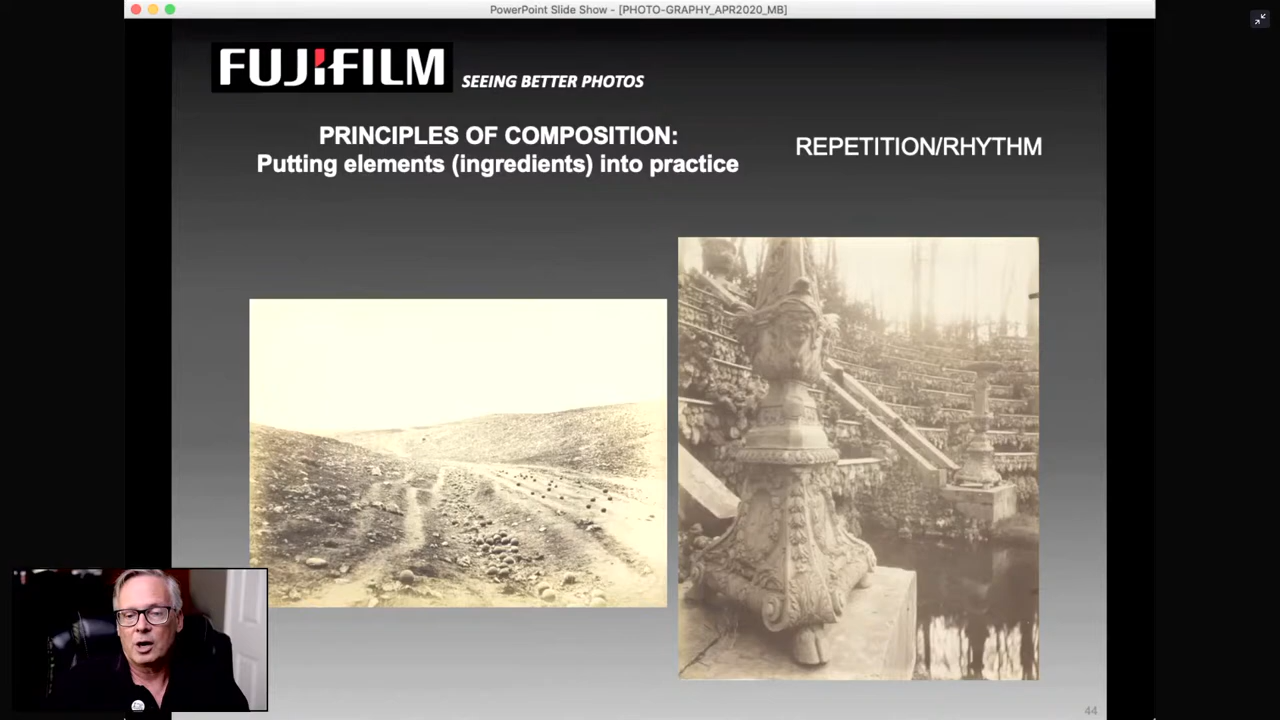 PowerPoint Slide Show - [PHOTO-GRAPHY_APR2020_MB]
FUJIFILM SEEING BETTER PHOTOS
PRINCIPLES OF COMPOSITION:
Putting elements (ingredients) into practice
REPETITION/RHYTHM
44